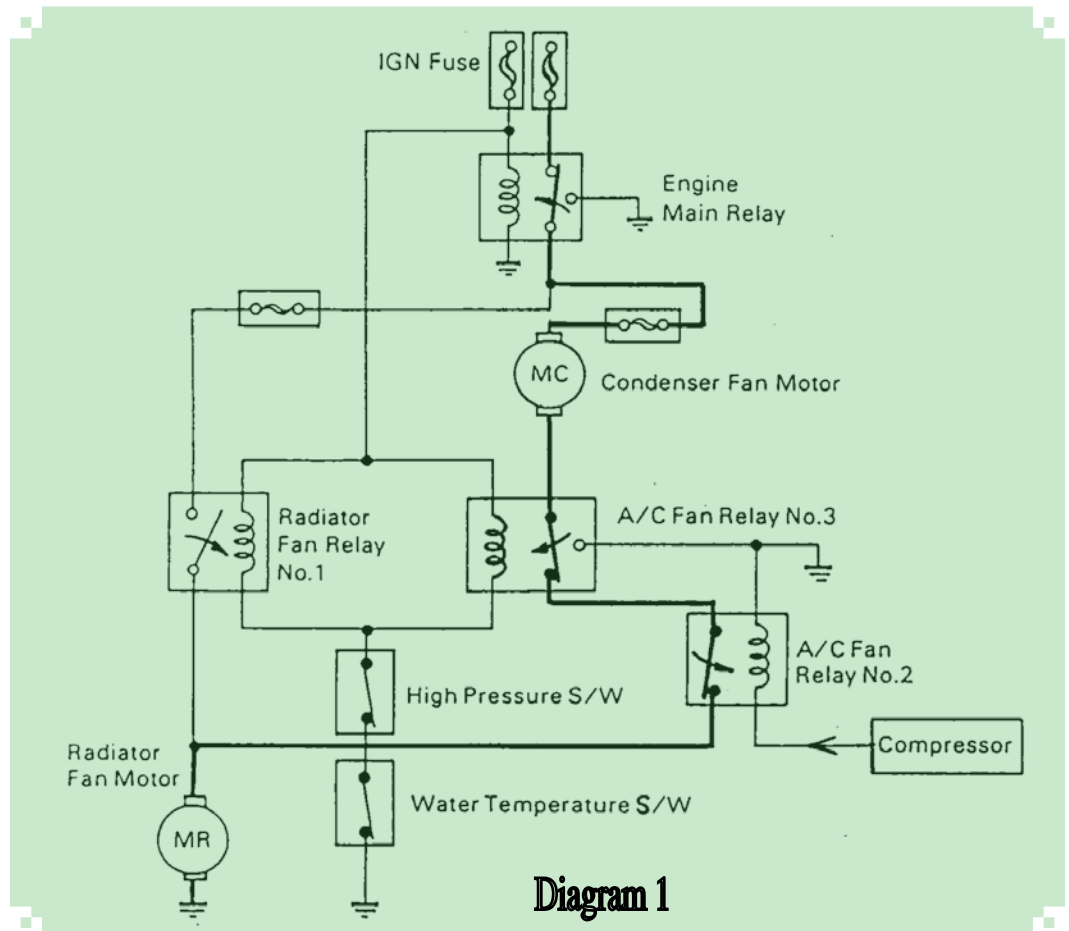 IGN Fuse
Engine
Main Relay
MC
Condenser Fan Motor
Radiator
Fan Relay
No.1
A/C Fan Relay No.3
A/C Fan
Relay No.2
High Pressure S/W
Compressor
Radiator
Fan Motor
Water Temperature S/W
MR
Diagram 1